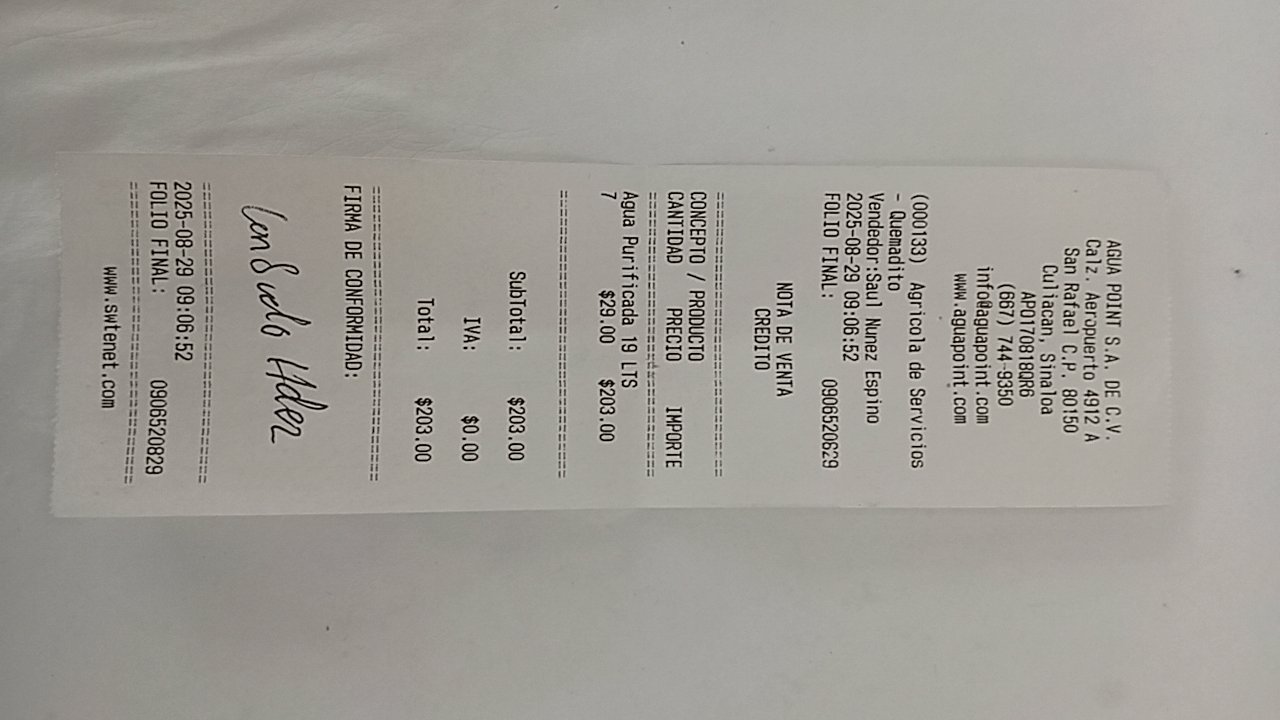 AGUA POINT S.A. DE C.V.
Calz. Aeropuerto 4912 A
San Rafael C.P. 80150
Culiacan, Sinaloa
APO170818QR6
(667) 744-9350
info@aguapoint.com
www.aguapoint.com
(000133) Agricola de Servicios
- Quemadito
Vendedor:Saul Nunez Espino
2025-08-29 09:06:52
FOLIO FINAL: 0906520629
NOTA DE VENTA
CREDITO
==============================
CONCEPTO / PRODUCTO
CANTIDAD PRECIO IMPORTE
==============================
Agua Purificada 19 LTS
7 $29.00 $203.00
==============================
SubTotal: $203.00
IVA: $0.00
Total: $203.00
==============================
FIRMA DE CONFORMIDAD:
Hdez
==============================
2025-08-29 09:06:52
FOLIO FINAL: 0906520829
==============================
www.swtenet.com